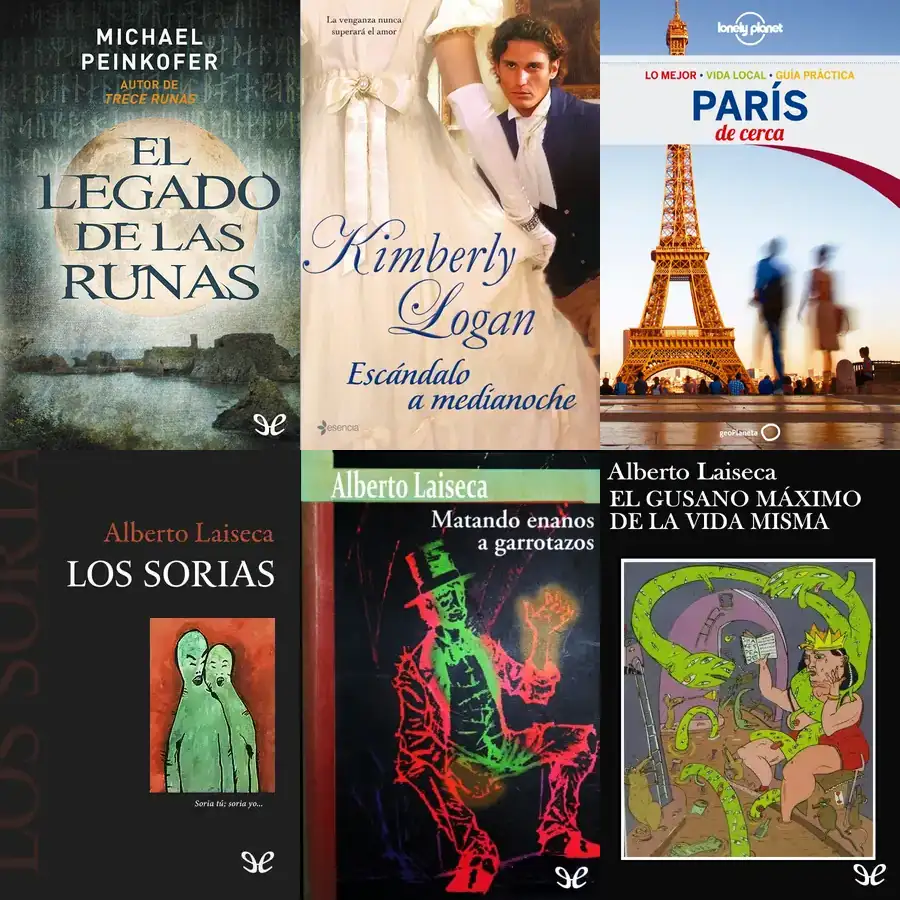 MICHAEL
PEINKOFER
AUTOR DE
TRECE RUNAS
EL
LEGADO
DE LAS
RUNAS
La venganza nunca
superará el amor
Kimberly
Logan
Escándalo
a medianoche
esencia
lonely planet
LO MEJOR • VIDA LOCAL • GUÍA PRÁCTICA
PARÍS
de cerca
geoPlaneta
LOS SORIA
Alberto Laiseca
LOS SORIAS
Soria tú; soria yo...
Alberto Laiseca
Matando enanos
a garrotazos
Alberto Laiseca
EL GUSANO MÁXIMO
DE LA VIDA MISMA